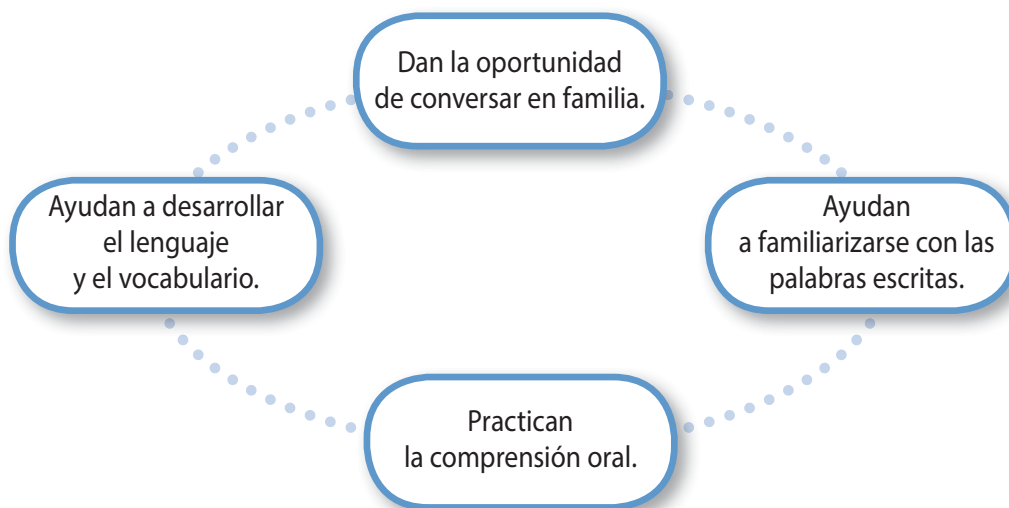 Dan la oportunidad
de conversar en familia.
Ayudan a desarrollar
el lenguaje
y el vocabulario.
Ayudan
a familiarizarse con las
palabras escritas.
Practican
la comprensión oral.